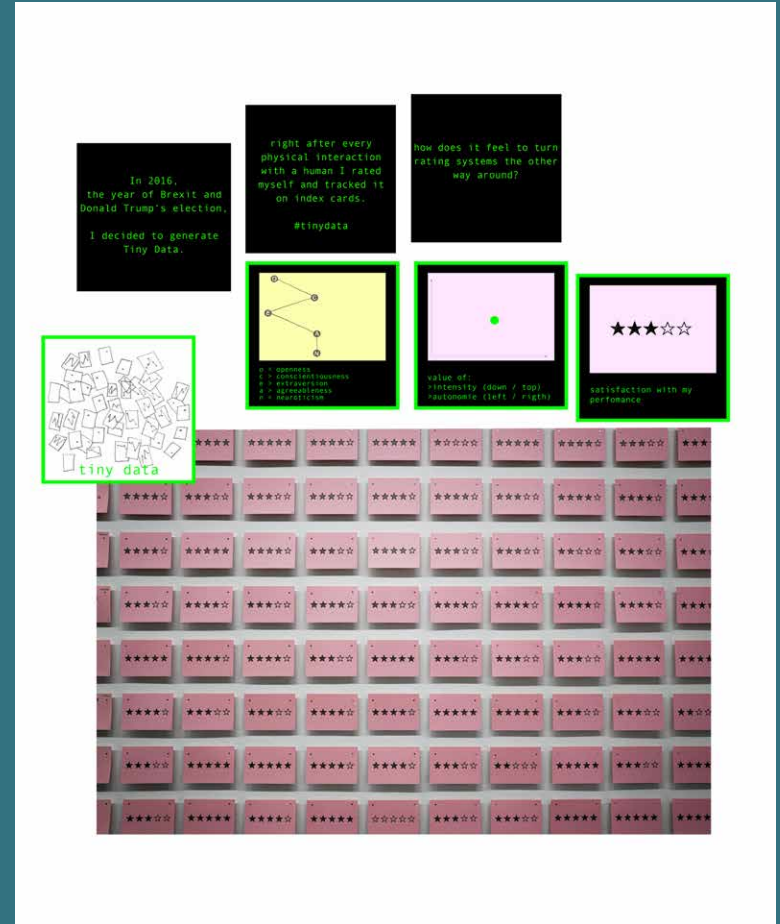 In 2016,
the year of Brexit and
Donald Trump's election,
I decided to generate
Tiny Data.
right after every
physical interaction
with a human I rated
myself and tracked it
on index cards.
#tinydata
how does it feel to turn
rating systems the other
way around?
o > openness
c > conscientiousness
e > extraversion
a > agreeableness
n > neuroticism
value of:
>intensity (down / top)
>autonomie (left / rigth)
satisfaction with my
perfomance
tiny data